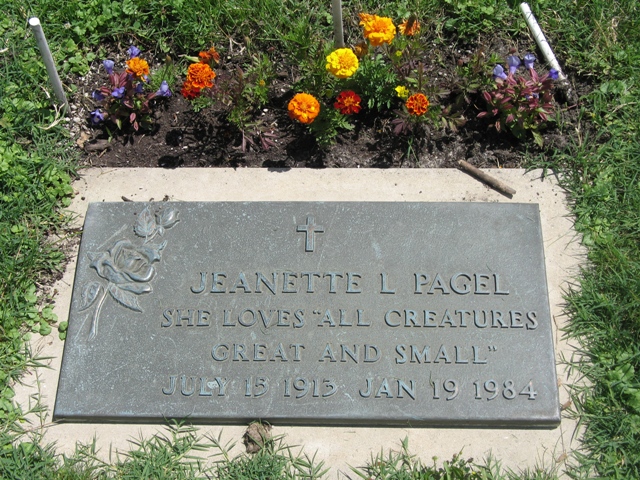 JEANETTE L PAGEL
SHE LOVES "ALL CREATURES
GREAT AND SMALL"
JULY 15 1913 JAN 19 1984